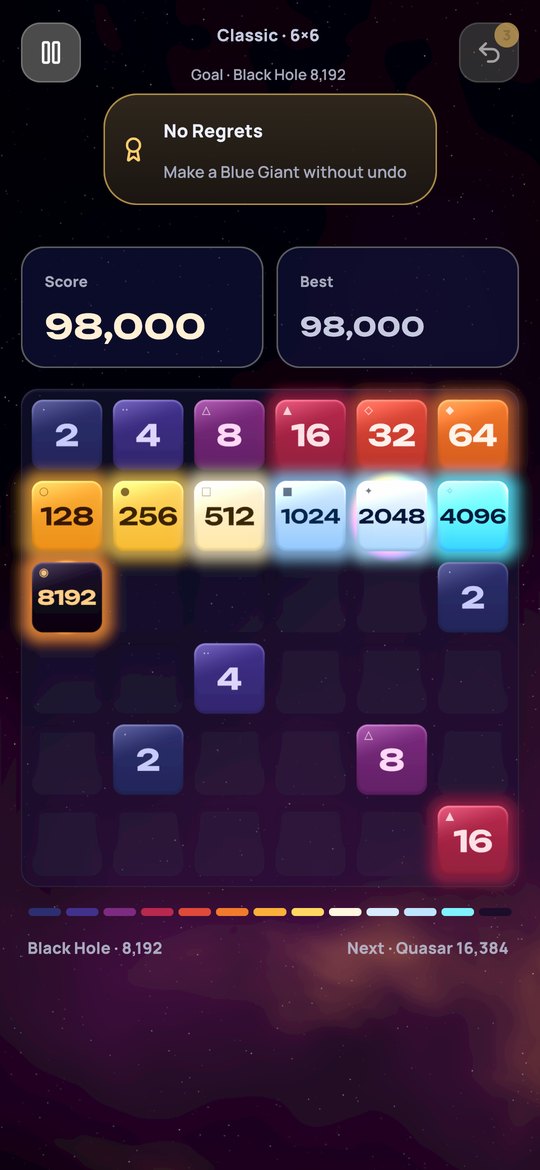 Classic · 6×6
3
Goal · Black Hole 8,192
No Regrets
Make a Blue Giant without undo
Score
98,000
Best
98,000
2 4 8 16 32 64
128 256 512 1024 2048 4096
8192 2
4
2 8
16
Black Hole · 8,192
Next · Quasar 16,384